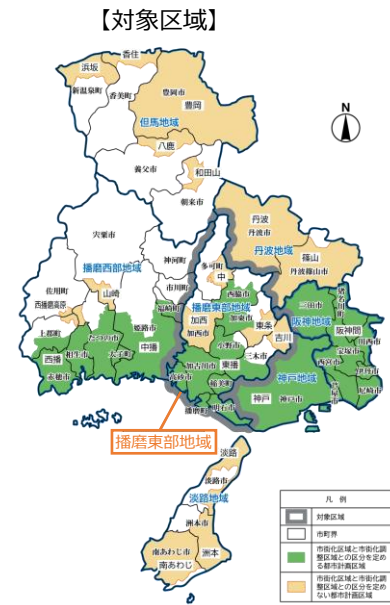 【対象区域】
香住
浜坂
新温泉町
香美町
豊岡市
豊岡
但馬地域
N
八鹿
養父市
和田山
朝来市
丹波
丹波市
丹波地域
篠山
丹波篠山市
宍粟市
神河町
多可町
中
播磨西部地域
市川町
佐用町
西播磨高原
山崎
福崎町
西脇市
播磨東部地域
加西
加東市
加西市
東条
吉川
三田市
猪名川町
阪神地域
阪神間
川西市
宝塚市
伊丹市
西宮市
尼崎市
芦屋市
上郡町
たつの市
姫路市
中播
西播
相生市
太子町
赤穂市
小野市
三木市
加古川市
東播
高砂市
稲美町
播磨町
明石市
神戸地域
神戸
神戸市
播磨東部地域
淡路
淡路市
淡路地域
洲本市
洲本
南あわじ市
南あわじ
凡 例
対象区域
市町界
市街化区域と市街化調
整区域との区分を定め
る都市計画区域
市街化区域と市街化調
整区域との区分を定め
ない都市計画区域